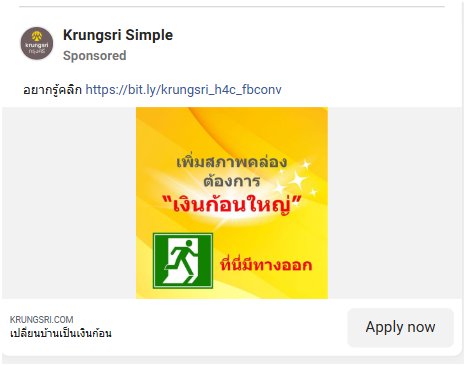 krungsri
กรุงศรี
Krungsri Simple
Sponsored
อยากรู้คลิก https://bit.ly/krungsri_h4c_fbconv
เพิ่มสภาพคล่อง
ต้องการ
“เงินก้อนใหญ่”
ที่นี่มีทางออก
KRUNGSRI.COM
เปลี่ยนบ้านเป็นเงินก้อน
Apply now